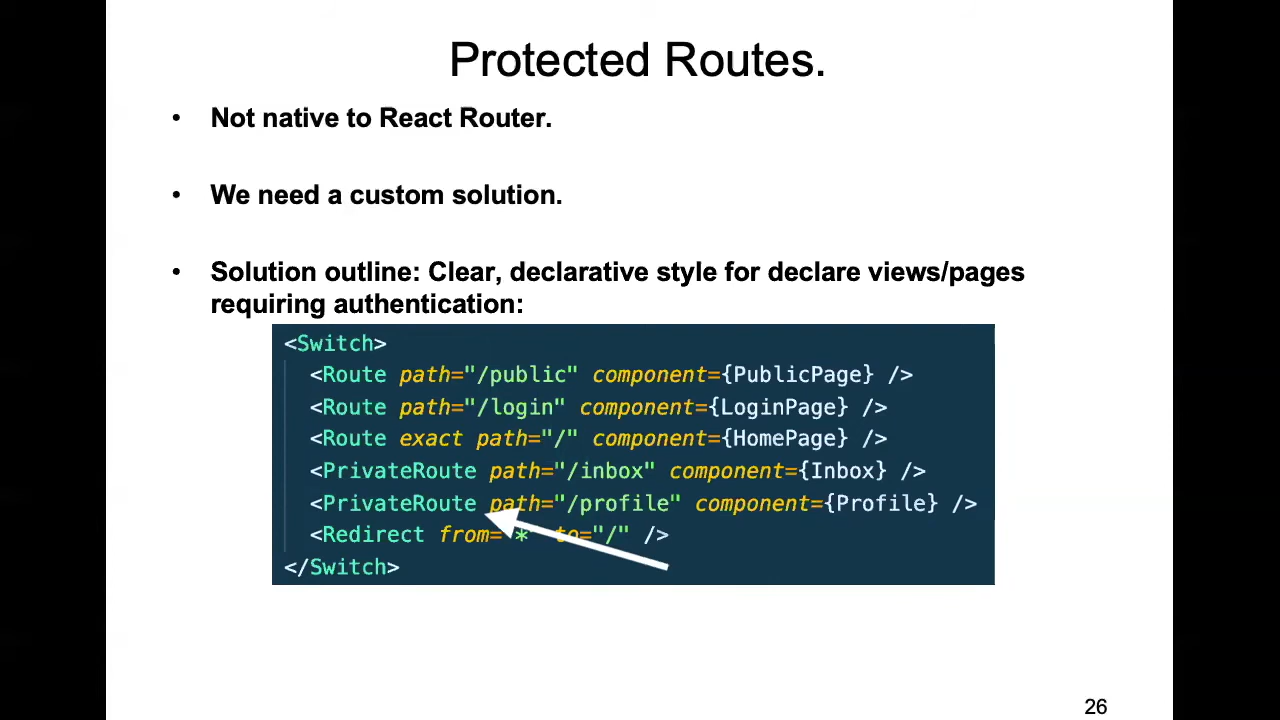 Protected Routes.
• Not native to React Router.
• We need a custom solution.
• Solution outline: Clear, declarative style for declare views/pages
requiring authentication:
<Switch>
<Route path="/public" component={PublicPage} />
<Route path="/login" component={LoginPage} />
<Route exact path="/" component={HomePage} />
<PrivateRoute path="/inbox" component={Inbox} />
<PrivateRoute path="/profile" component={Profile} />
<Redirect from= * to="/" />
</Switch>
26